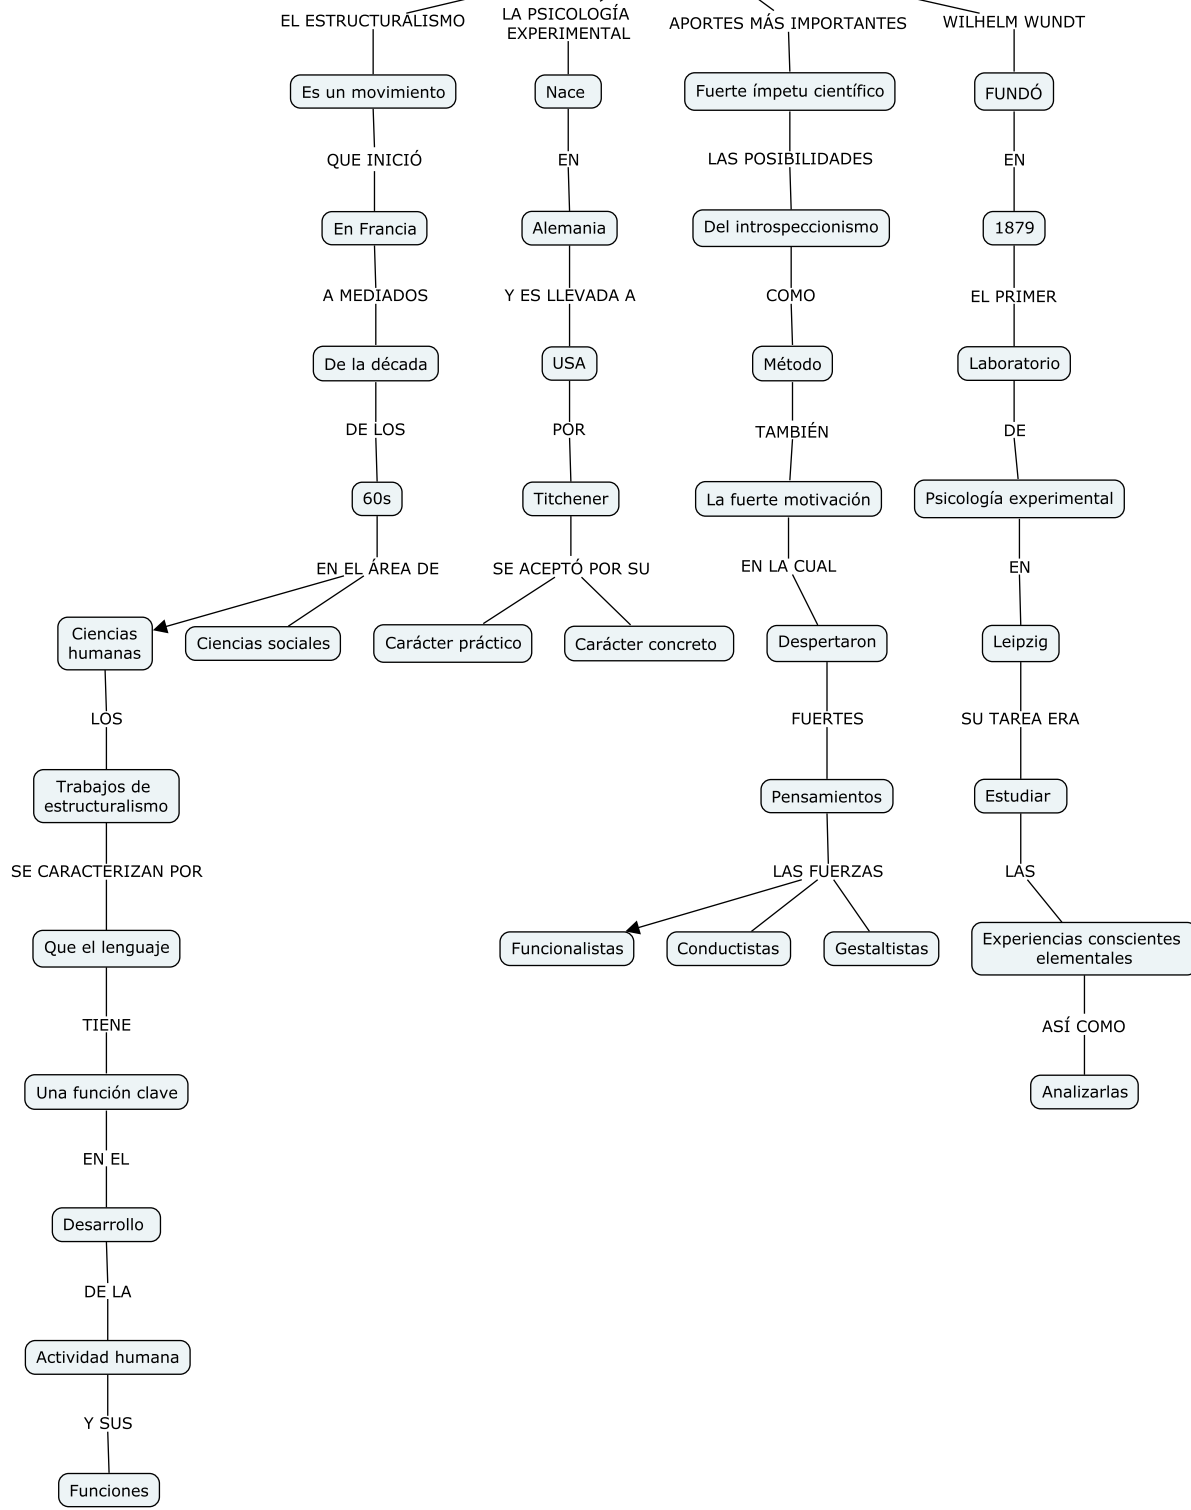 EL ESTRUCTURALISMO
LA PSICOLOGÍA
EXPERIMENTAL
APORTES MÁS IMPORTANTES
WILHELM WUNDT
Es un movimiento
Nace
Fuerte ímpetu científico
FUNDÓ
QUE INICIÓ
EN
LAS POSIBILIDADES
EN
En Francia
Alemania
Del introspeccionismo
1879
A MEDIADOS
Y ES LLEVADA A
COMO
EL PRIMER
De la década
USA
Método
Laboratorio
DE LOS
POR
TAMBIÉN
DE
60s
Titchener
La fuerte motivación
Psicología experimental
EN EL ÁREA DE
SE ACEPTÓ POR SU
EN LA CUAL
EN
Ciencias
humanas
Ciencias sociales
Carácter práctico
Carácter concreto
Despertaron
Leipzig
LOS
FUERTES
SU TAREA ERA
Trabajos de
estructuralismo
Pensamientos
Estudiar
SE CARACTERIZAN POR
LAS FUERZAS
LAS
Que el lenguaje
Funcionalistas
Conductistas
Gestaltistas
Experiencias conscientes
elementales
TIENE
ASÍ COMO
Una función clave
Analizarlas
EN EL
Desarrollo
DE LA
Actividad humana
Y SUS
Funciones